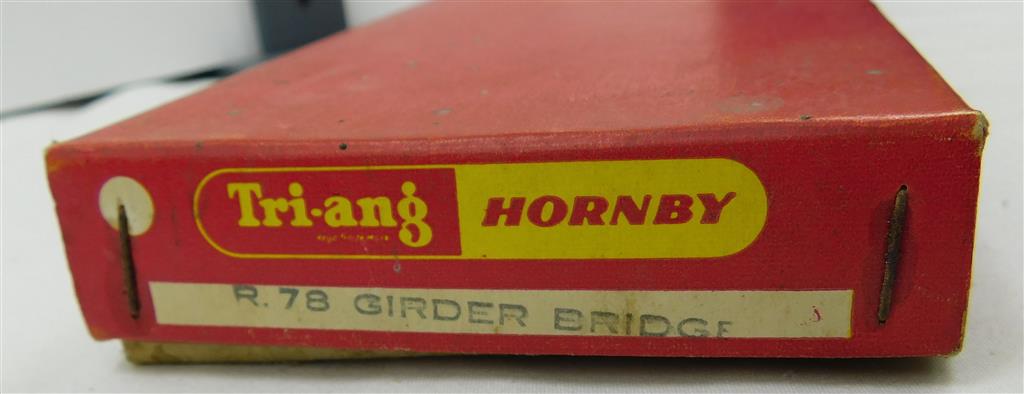 Tri-ang HORNBY
R.78 GIRDER BRIDGE